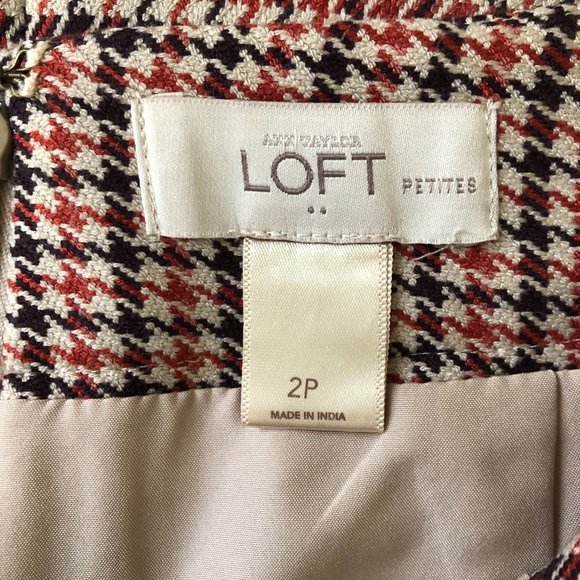 ANN TAYLOR
LOFT PETITES
2P
MADE IN INDIA